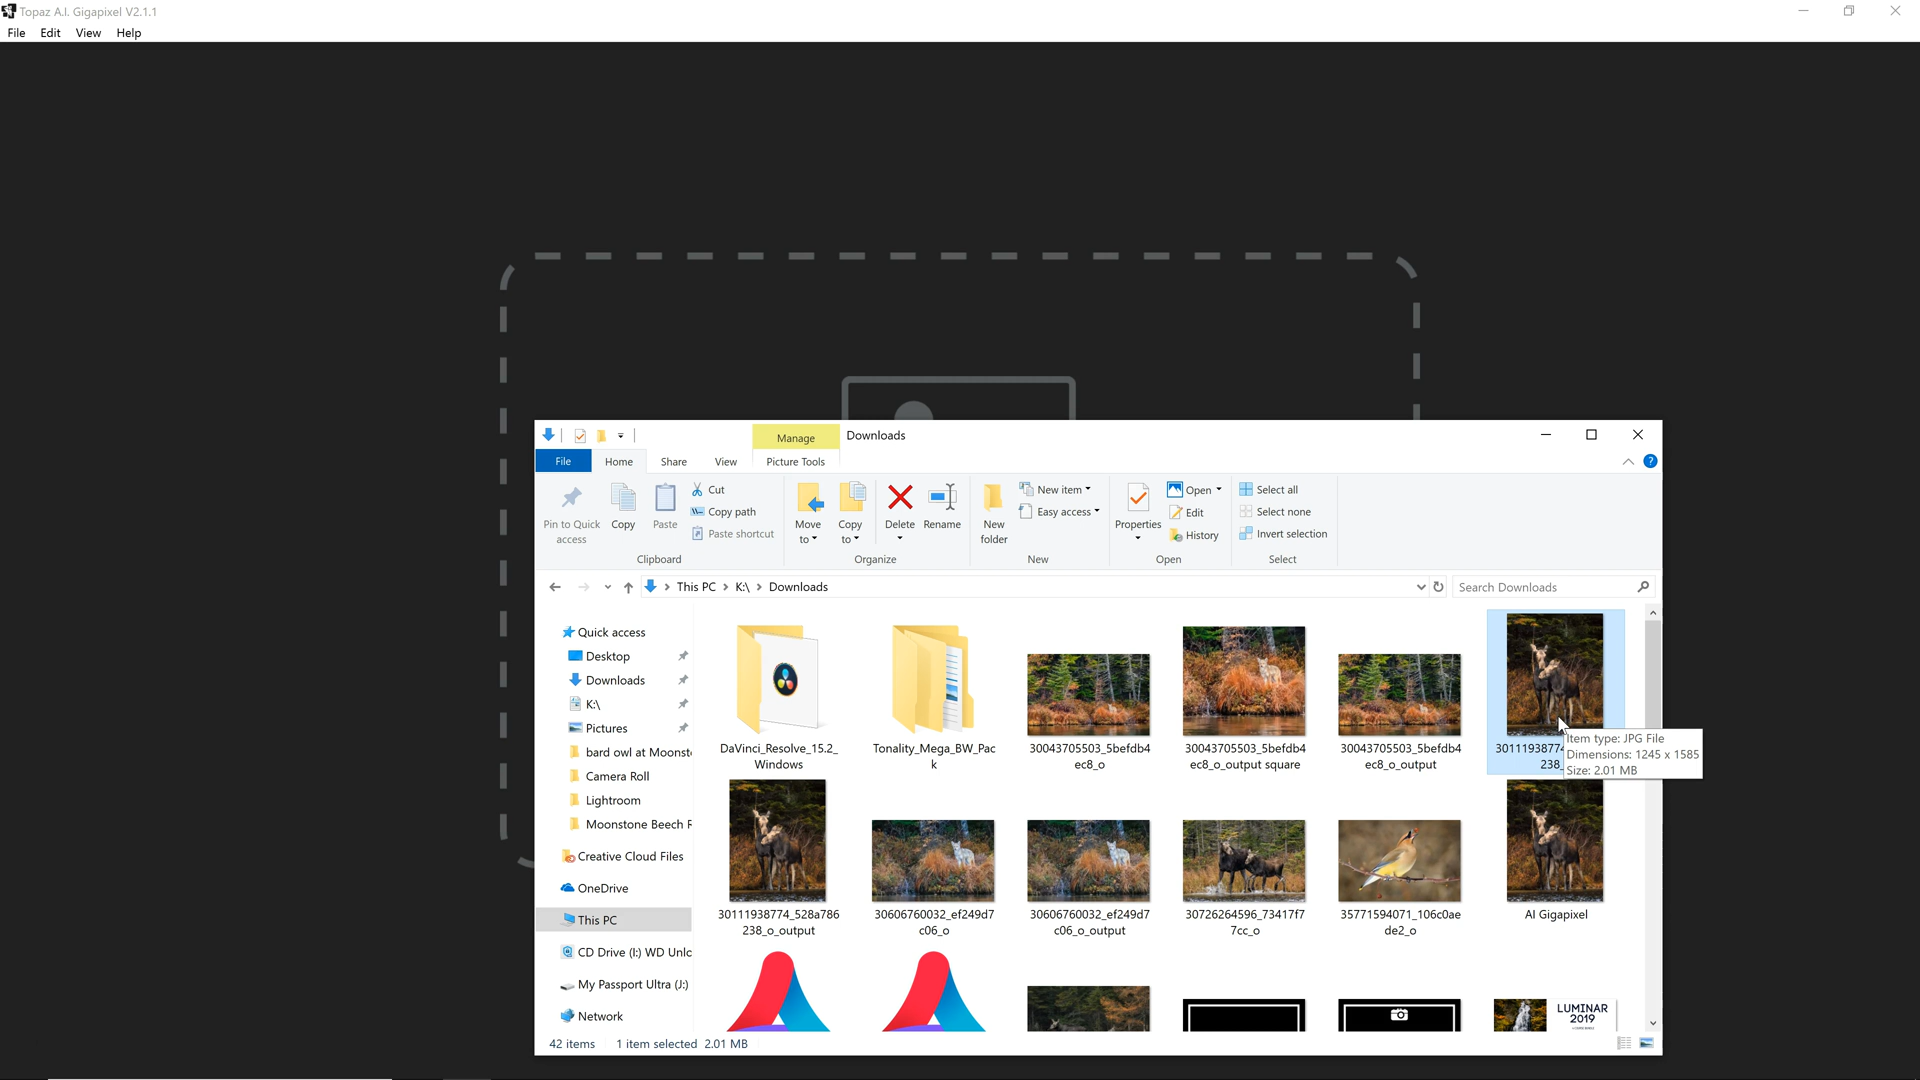 Topaz A.I. Gigapixel V2.1.1
File Edit View Help
Manage Downloads
File Home Share View Picture Tools
Pin to Quick access
Copy
Paste
Cut
Copy path
Paste shortcut
Clipboard
Move to
Copy to
Delete
Rename
Organize
New folder
New item
Easy access
New
Properties
Open
Edit
History
Open
Select all
Select none
Invert selection
Select
This PC K:\ Downloads
Search Downloads
Quick access
Desktop
Downloads
K:\
Pictures
bard owl at Moonst
Camera Roll
Lightroom
Moonstone Beech F
Creative Cloud Files
OneDrive
This PC
CD Drive (I:) WD Unlc
My Passport Ultra (J:)
Network
DaVinci_Resolve_15.2_
Windows
Tonality_Mega_BW_Pac
k
30043705503_5befdb4
ec8_o
30043705503_5befdb4
ec8_o_output square
30043705503_5befdb4
ec8_o_output
3011193877
238_
Item type: JPG File
Dimensions: 1245 x 1585
Size: 2.01 MB
30111938774_528a786
238_o_output
30606760032_ef249d7
c06_o
30606760032_ef249d7
c06_o_output
30726264596_73417f7
7cc_o
35771594071_106c0ae
de2_o
AI Gigapixel
LUMINAR
2019
42 items 1 item selected 2.01 MB